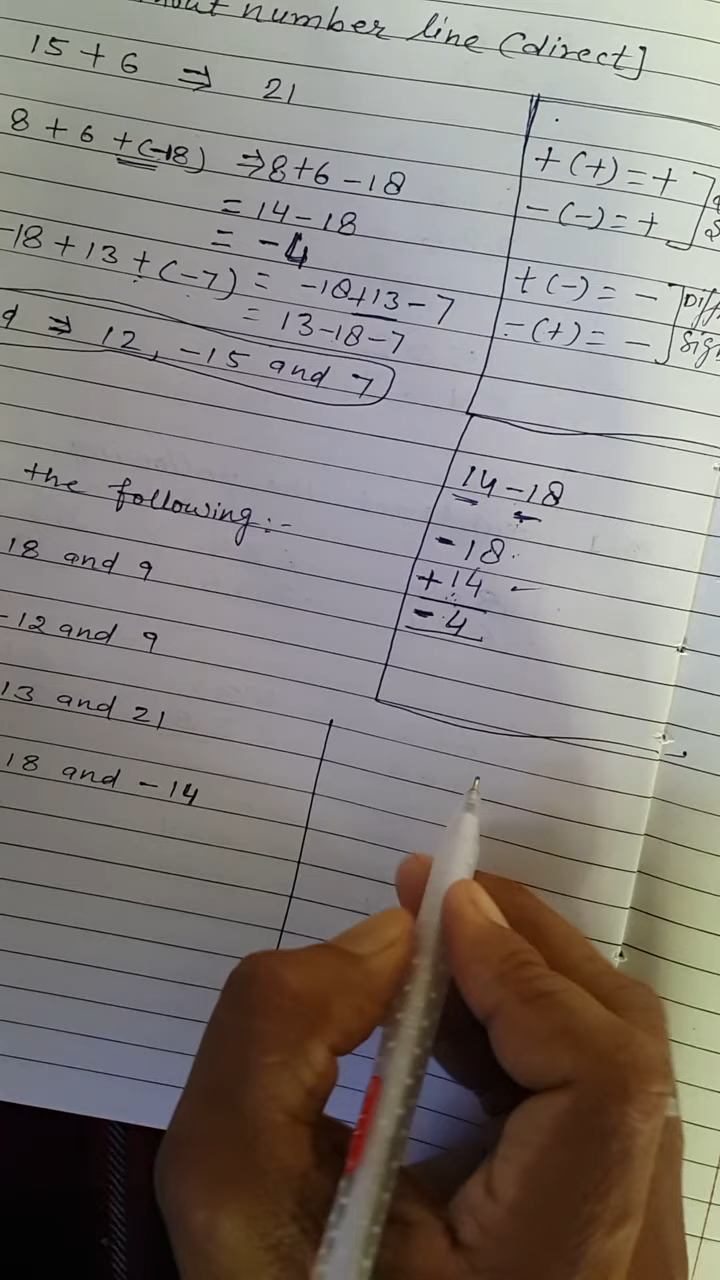 number line (direct]
15 + 6 ⇒ 21
8 + 6 + (-18) ⇒ 8+6-18
= 14-18
= -4
-18 + 13 + (-7) = -18+13-7
= 13-18-7
⇒ 12, -15 and 7
the following:-
18 and 9
-12 and 9
13 and 21
18 and -14
+ (+) = +
- (-) = +
+ (-) = -
- (+) = -
14 - 18
-18
+14
-4